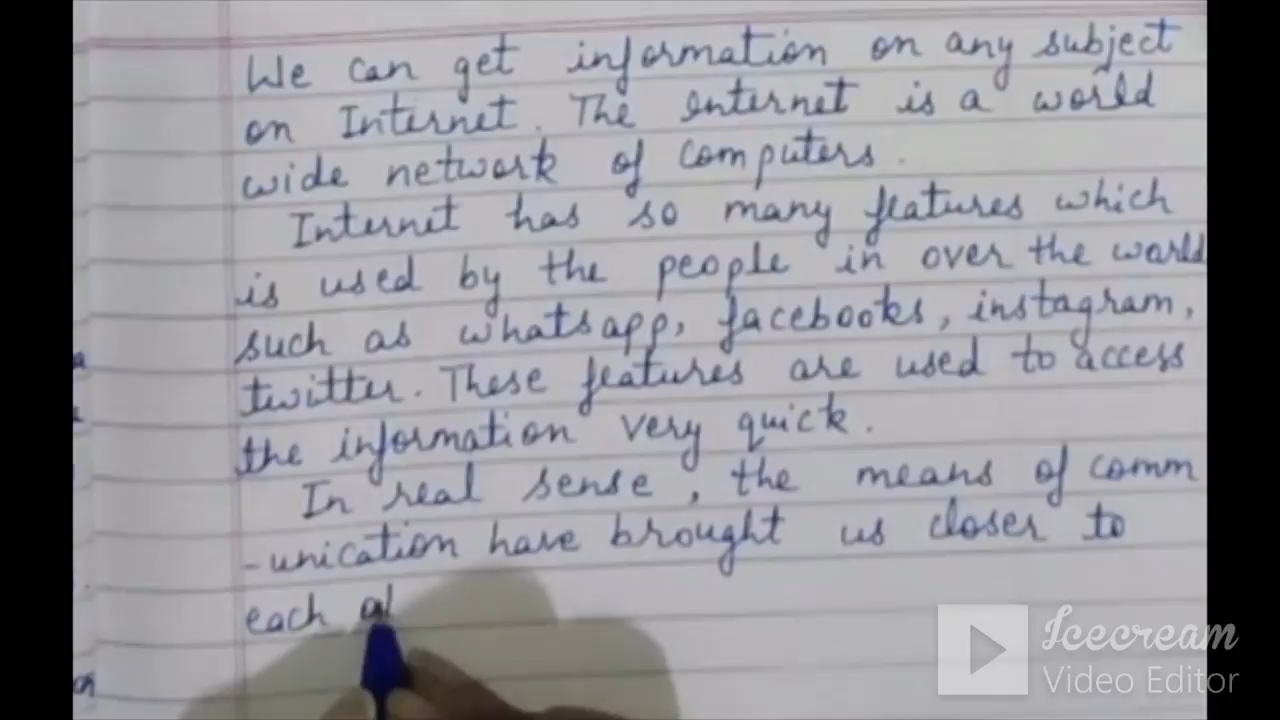 We can get information on any subject
on Internet. The Internet is a world
wide network of computers.
Internet has so many features which
is used by the people in over the world
such as whatsapp, facebooks, instagram,
twitter. These features are used to access
the information very quick.
In real sense, the means of comm
-unication have brought us closer to
each
Icecream
Video Editor